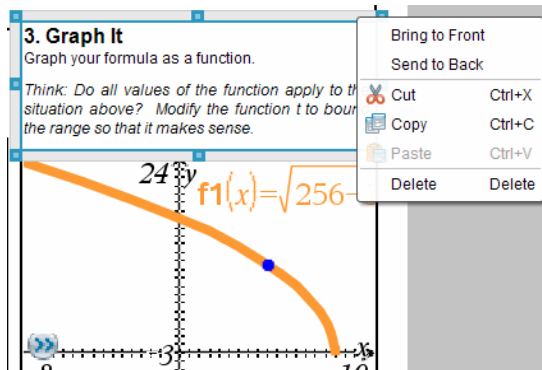 3. Graph It
Graph your formula as a function.
Think: Do all values of the function apply to th
situation above? Modify the function t to boun
the range so that it makes sense.
Bring to Front
Send to Back
Cut Ctrl+X
Copy Ctrl+C
Paste Ctrl+V
Delete Delete
24 y
f1(x)=√256-
-3 x
-8 10